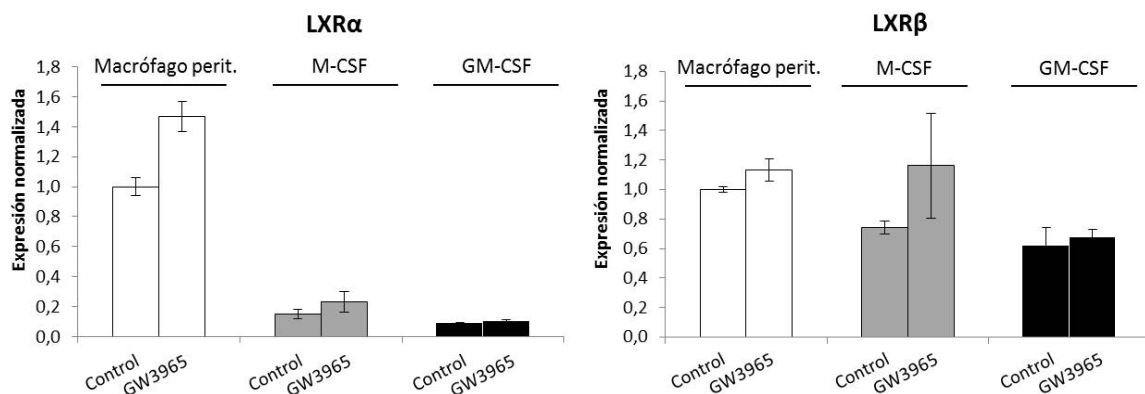 LXRα
Macrófago perit. M-CSF GM-CSF
Expresión normalizada
1,8
1,6
1,4
1,2
1,0
0,8
0,6
0,4
0,2
0,0
Control GW3965 Control GW3965 Control GW3965
LXRβ
Macrófago perit. M-CSF GM-CSF
Expresión normalizada
1,8
1,6
1,4
1,2
1,0
0,8
0,6
0,4
0,2
0,0
Control GW3965 Control GW3965 Control GW3965